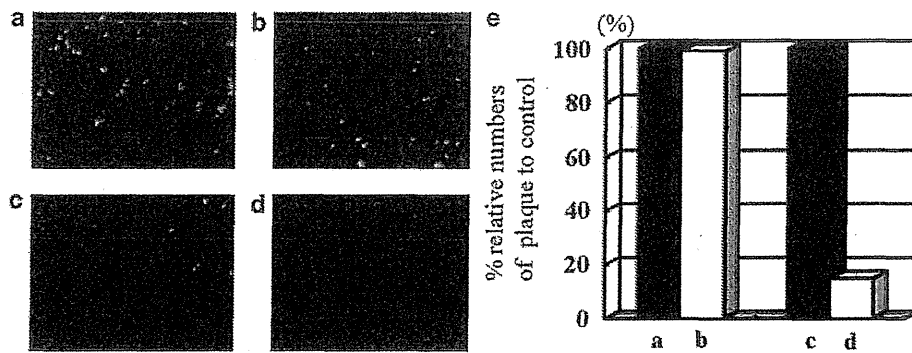 a
b
c
d
e
(%)
% relative numbers
of plaque to control
100
80
60
40
20
0
a b c d